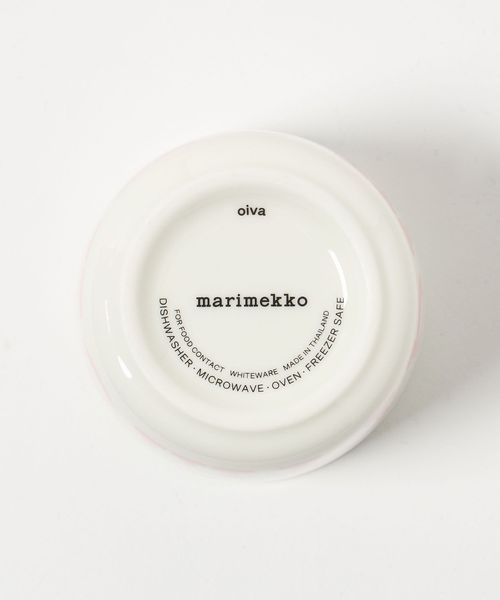 oiva
marimekko
FOR FOOD CONTACT WHITEWARE MADE IN THAILAND
DISHWASHER · MICROWAVE · OVEN · FREEZER SAFE